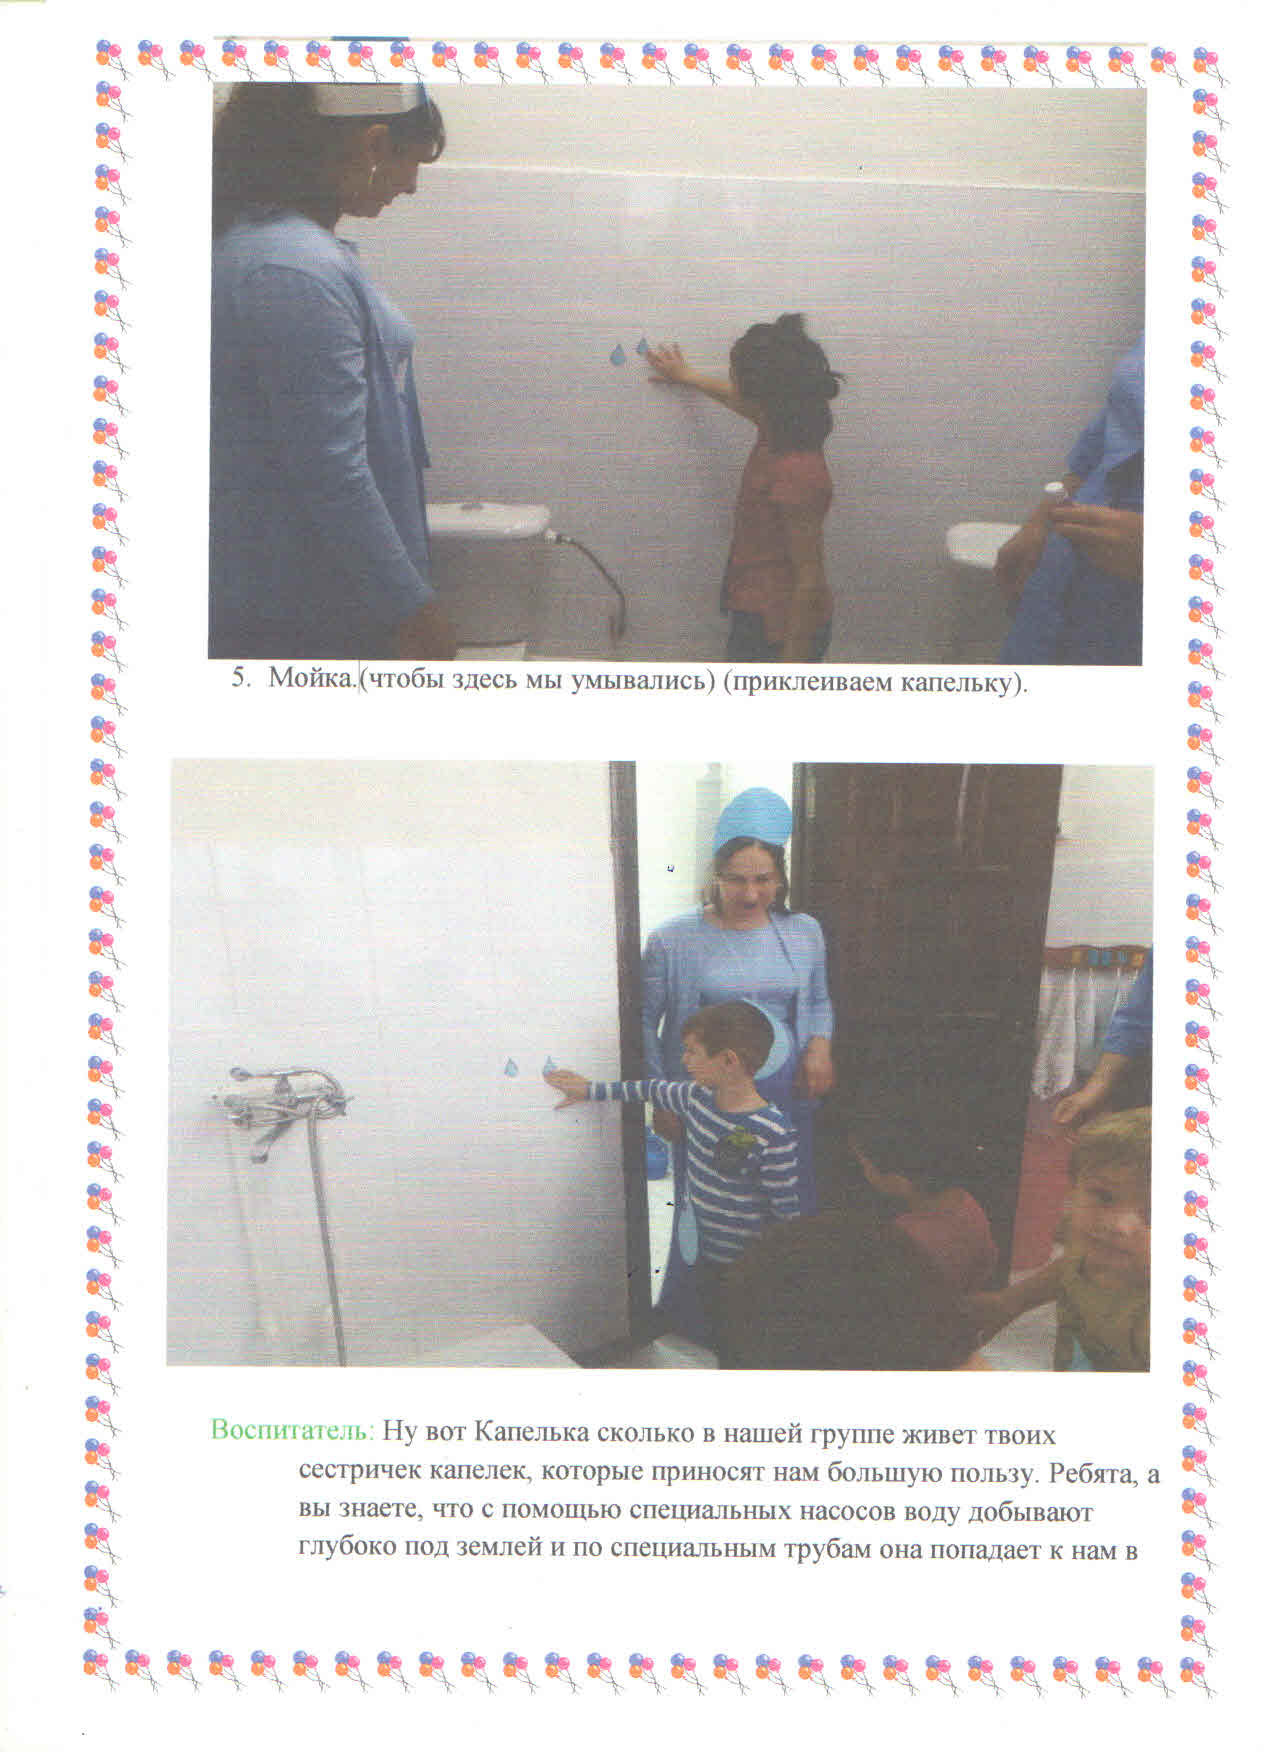 5. Мойка.(чтобы здесь мы умывались) (приклеиваем капельку).
Воспитатель: Ну вот Капелька сколько в нашей группе живет твоих
сестричек капелек, которые приносят нам большую пользу. Ребята, а
вы знаете, что с помощью специальных насосов воду добывают
глубоко под землей и по специальным трубам она попадает к нам в